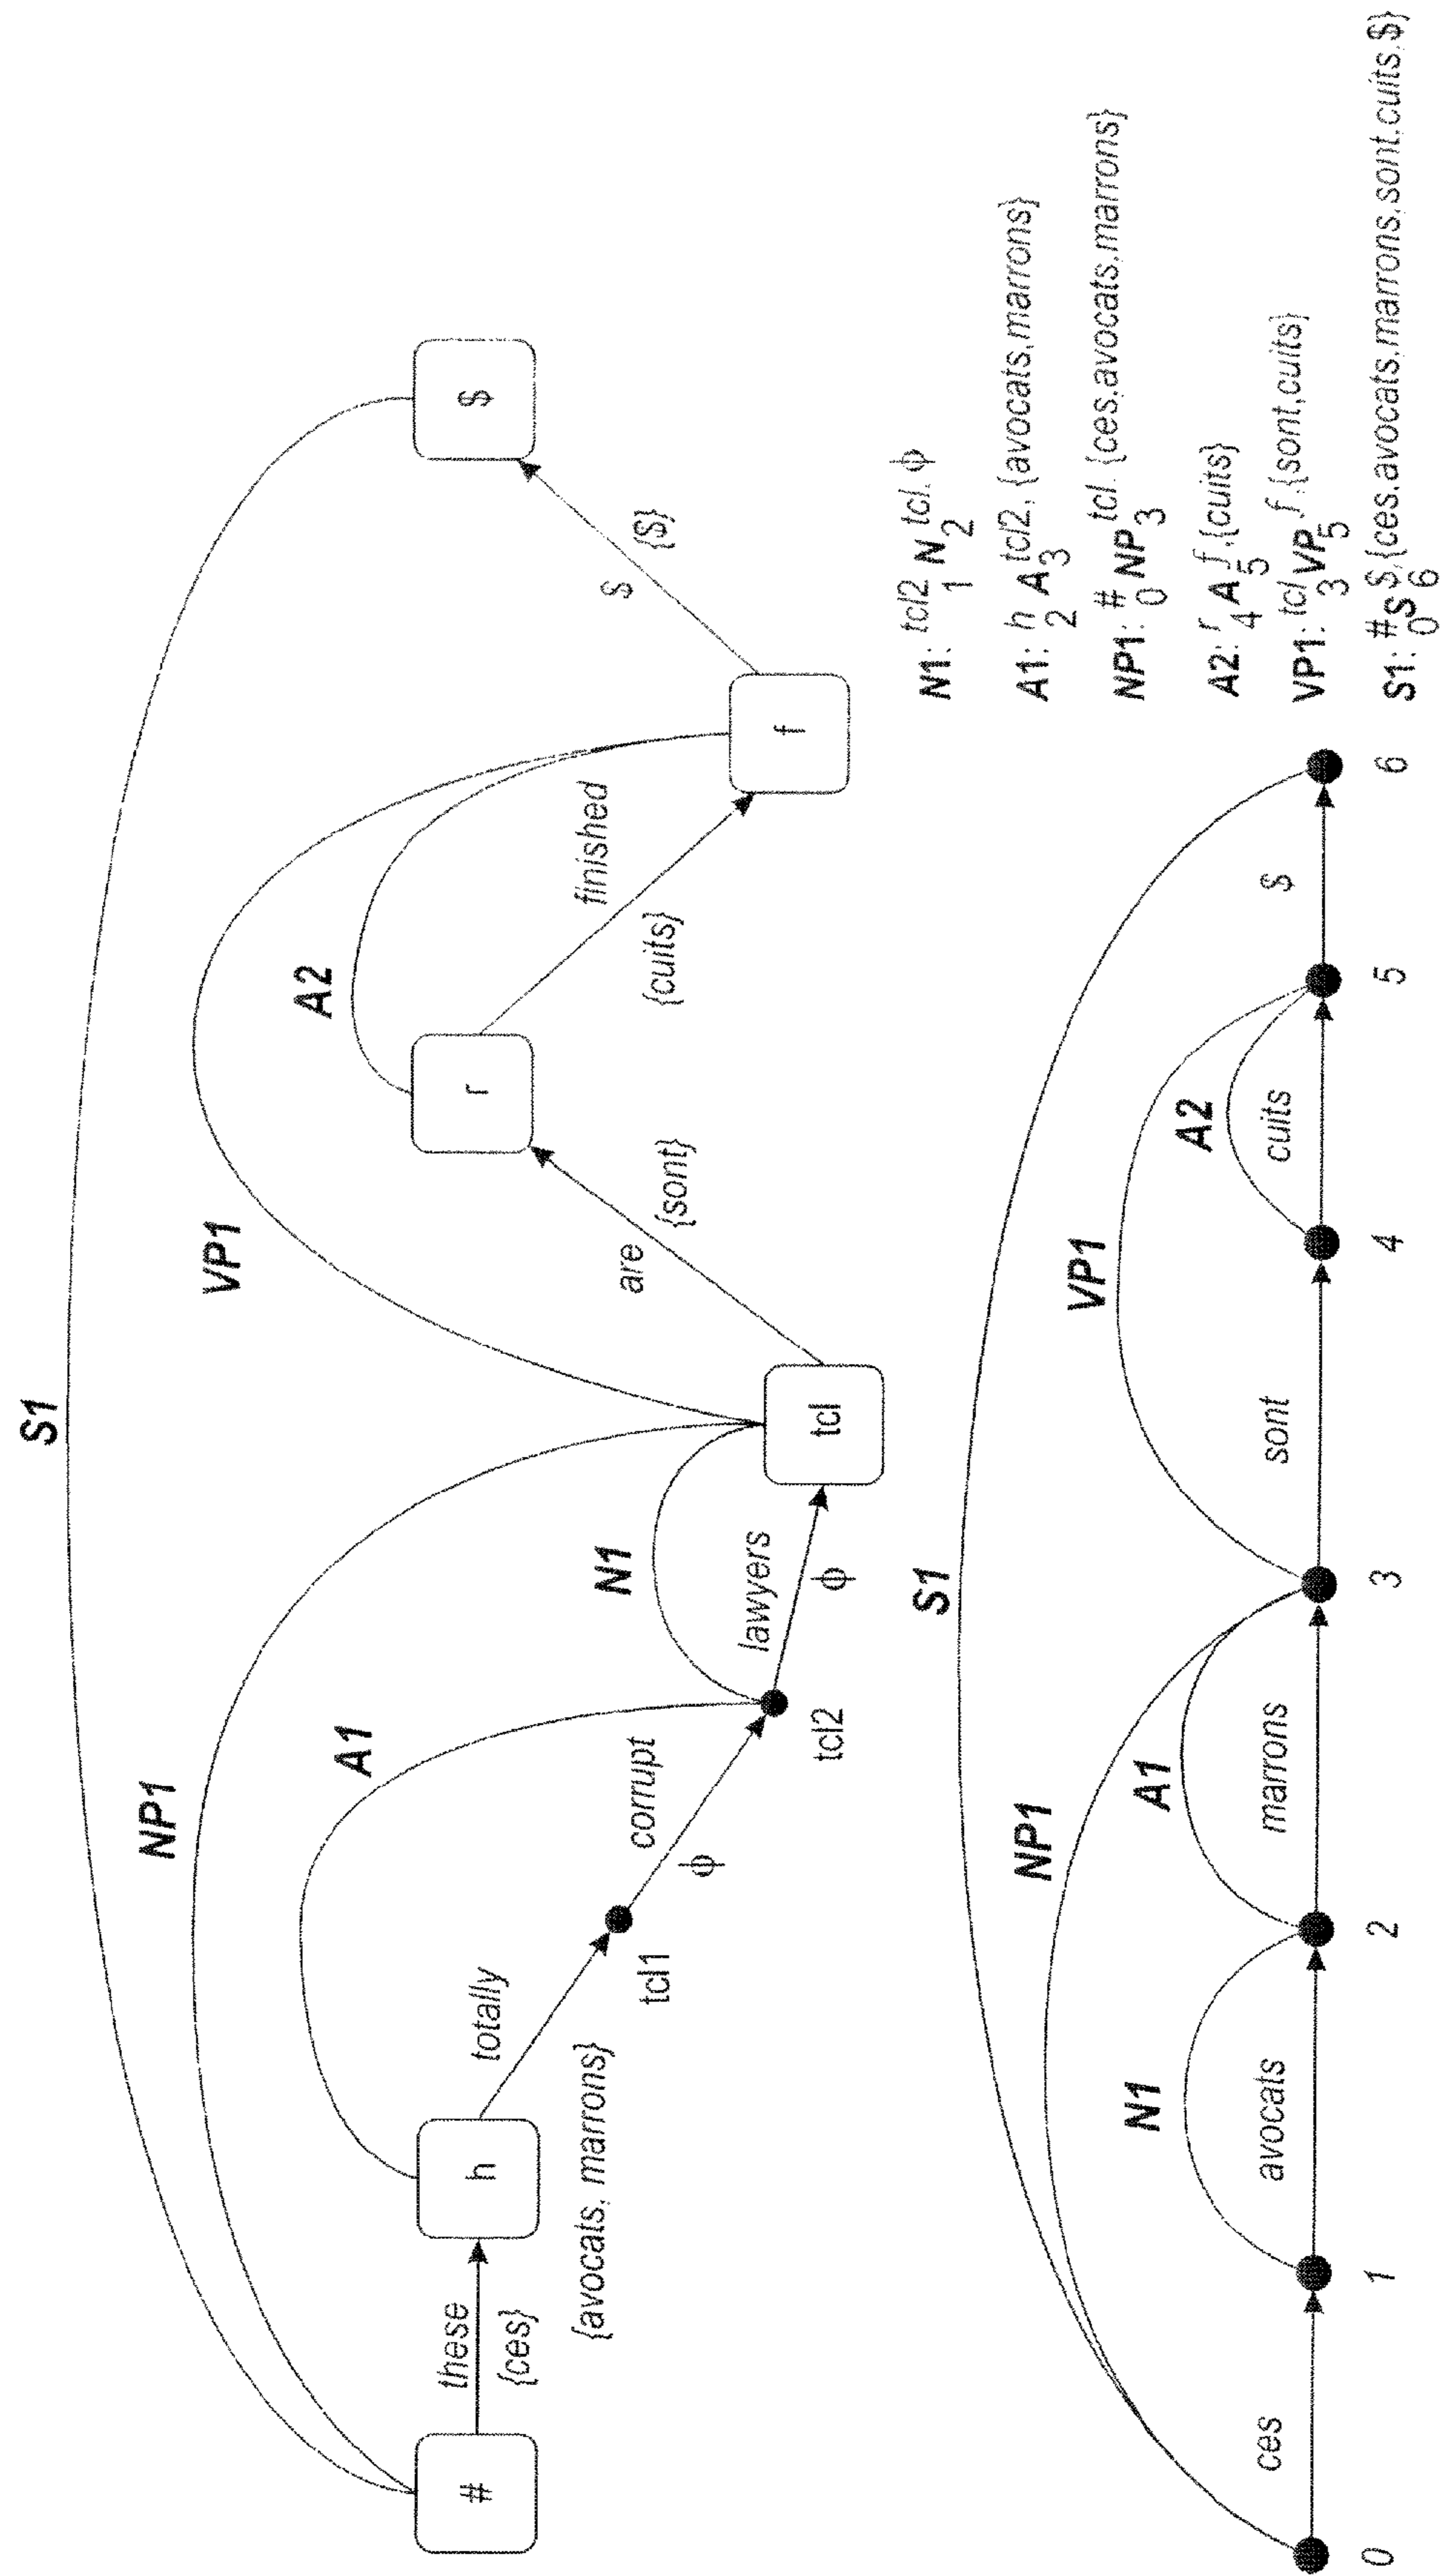 S1
NP1
VP1
A1
A2
N1
# these {ces} h totally {avocats, marrons} tcl1 corrupt ϕ tcl2 lawyers ϕ tcl are {sont} r finished {cuits} f $ {$} $
S1
NP1
VP1
N1
A1
A2
ces avocats marrons sont cuits $
0 1 2 3 4 5 6
N1: tcl2 1 N 2 tcl. ϕ
A1: h 2 A 3 tcl2, {avocats,marrons}
NP1: # 0 NP 3 tcl. {ces,avocats,marrons}
A2: r 4 A 5 f,{cuits}
VP1: tcl 3 VP 5 f,{sont,cuits}
S1: # 0 S 6 $,{ces,avocats,marrons,sont,cuits,$}